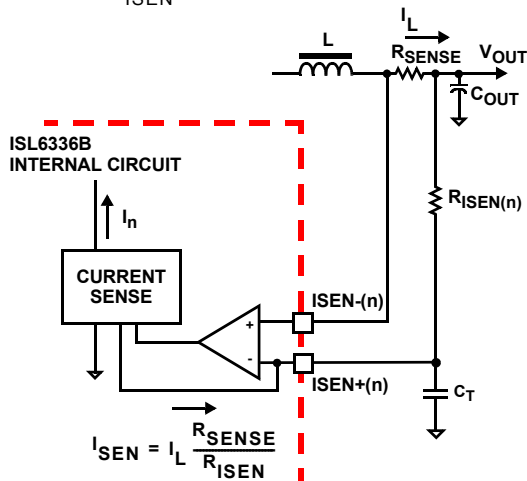 ISEN
L
IL
RSENSE
VOUT
COUT
ISL6336B
INTERNAL CIRCUIT
In
RISEN(n)
CURRENT
SENSE
+
ISEN-(n)
-
ISEN+(n)
CT
ISEN = IL RSENSE
RISEN